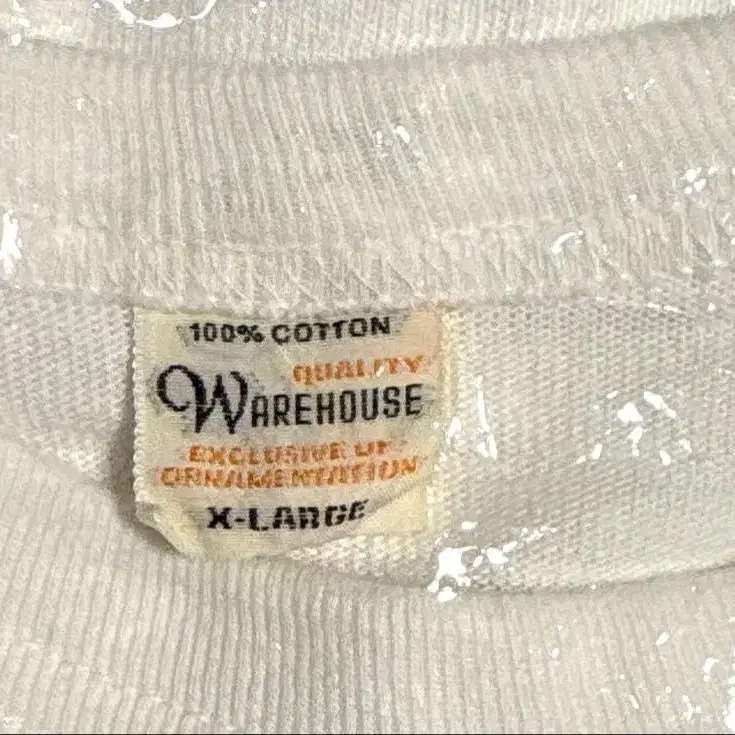 100% COTTON
QUALITY
WAREHOUSE
EXCLUSIVE OF
ORNAMENTATION
X-LARGE